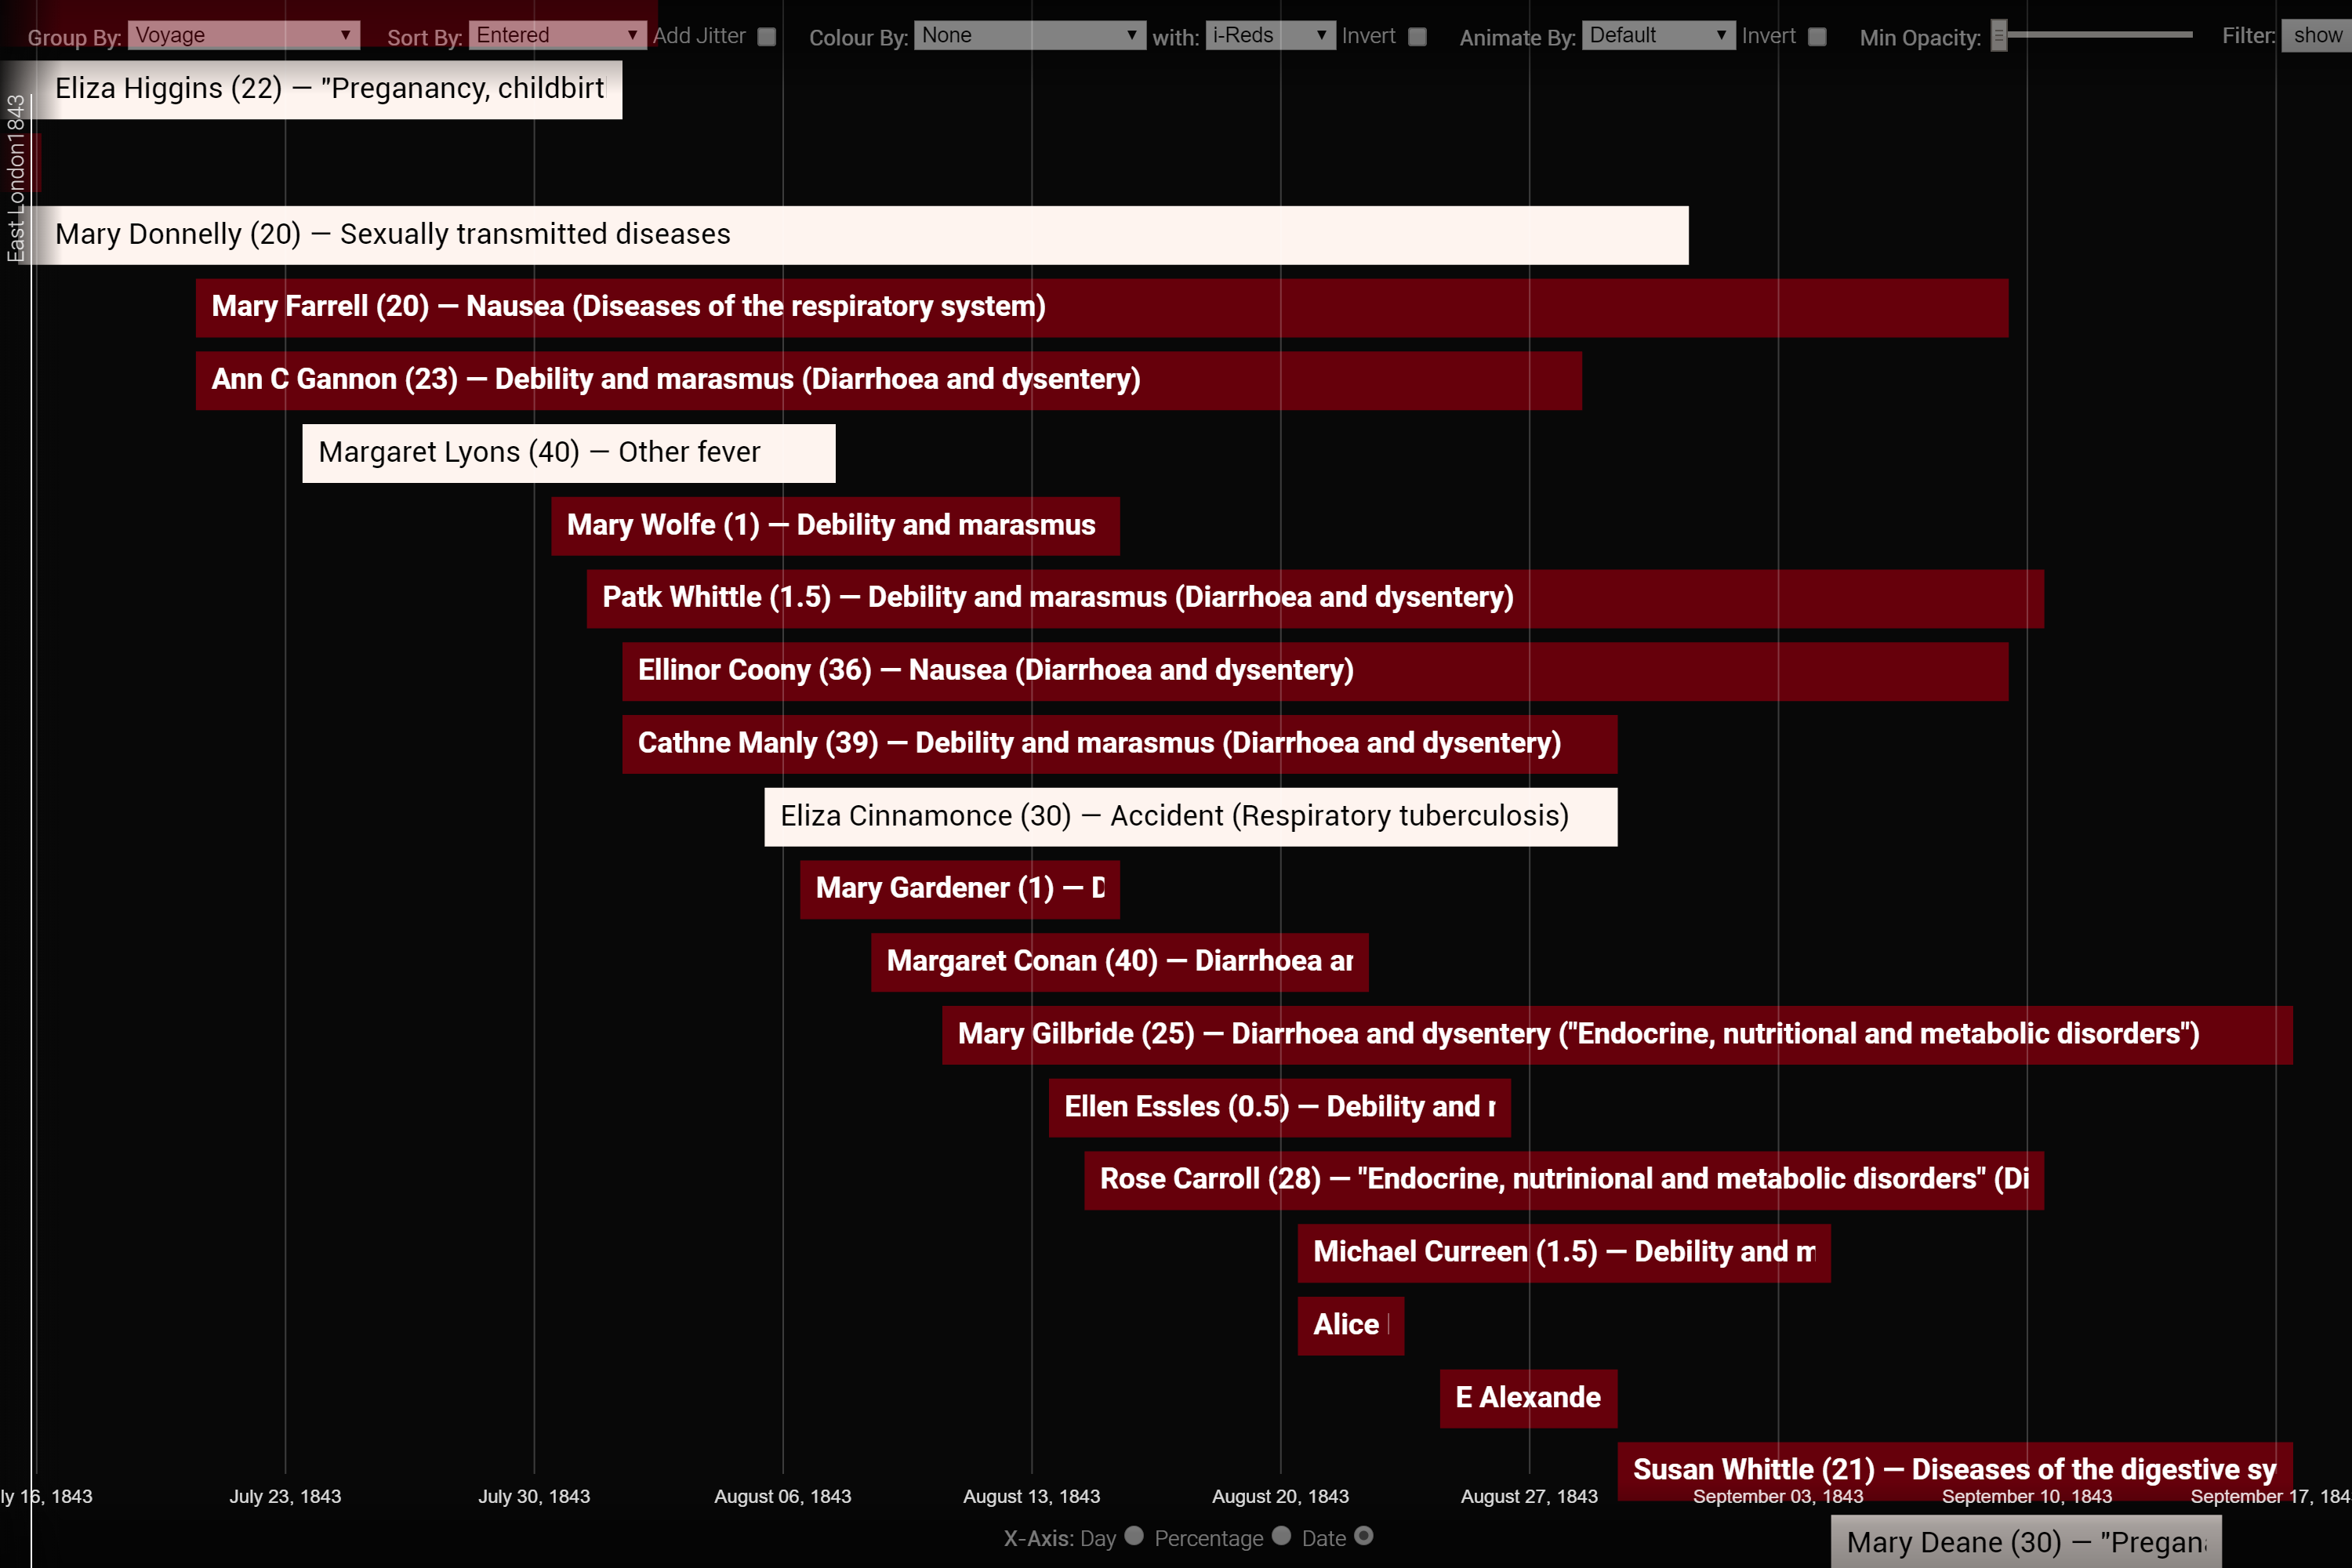 Group By: Voyage Sort By: Entered Add Jitter Colour By: None with: i-Reds Invert Animate By: Default Invert Min Opacity: Filter: show
Eliza Higgins (22) — "Preganancy, childbirt
East London1843
Mary Donnelly (20) — Sexually transmitted diseases
Mary Farrell (20) — Nausea (Diseases of the respiratory system)
Ann C Gannon (23) — Debility and marasmus (Diarrhoea and dysentery)
Margaret Lyons (40) — Other fever
Mary Wolfe (1) — Debility and marasmus
Patk Whittle (1.5) — Debility and marasmus (Diarrhoea and dysentery)
Ellinor Coony (36) — Nausea (Diarrhoea and dysentery)
Cathne Manly (39) — Debility and marasmus (Diarrhoea and dysentery)
Eliza Cinnamonce (30) — Accident (Respiratory tuberculosis)
Mary Gardener (1) — D
Margaret Conan (40) — Diarrhoea ar
Mary Gilbride (25) — Diarrhoea and dysentery ("Endocrine, nutritional and metabolic disorders")
Ellen Essles (0.5) — Debility and r
Rose Carroll (28) — "Endocrine, nutrinional and metabolic disorders" (Di
Michael Curreen (1.5) — Debility and m
Alice
E Alexande
Susan Whittle (21) — Diseases of the digestive sy
ly 16, 1843 July 23, 1843 July 30, 1843 August 06, 1843 August 13, 1843 August 20, 1843 August 27, 1843 September 03, 1843 September 10, 1843 September 17, 184
X-Axis: Day Percentage Date
Mary Deane (30) — "Pregana